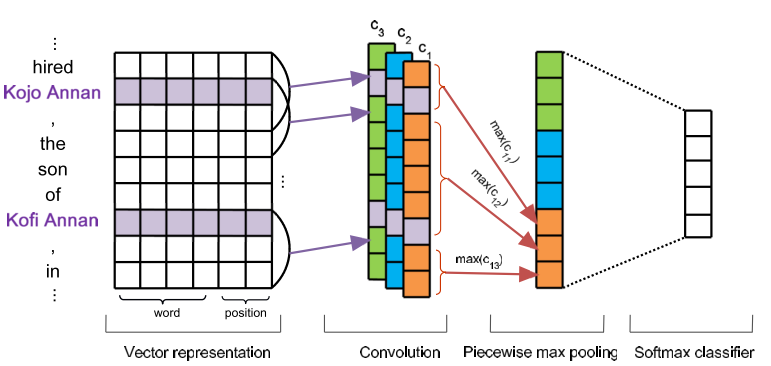 ⋮
hired
Kojo Annan
,
the
son
of
Kofi Annan
,
in
⋮
word
position
Vector representation
...
c3
c2
c1
Convolution
max(c11)
max(c12)
max(c13)
Piecewise max pooling
Softmax classifier